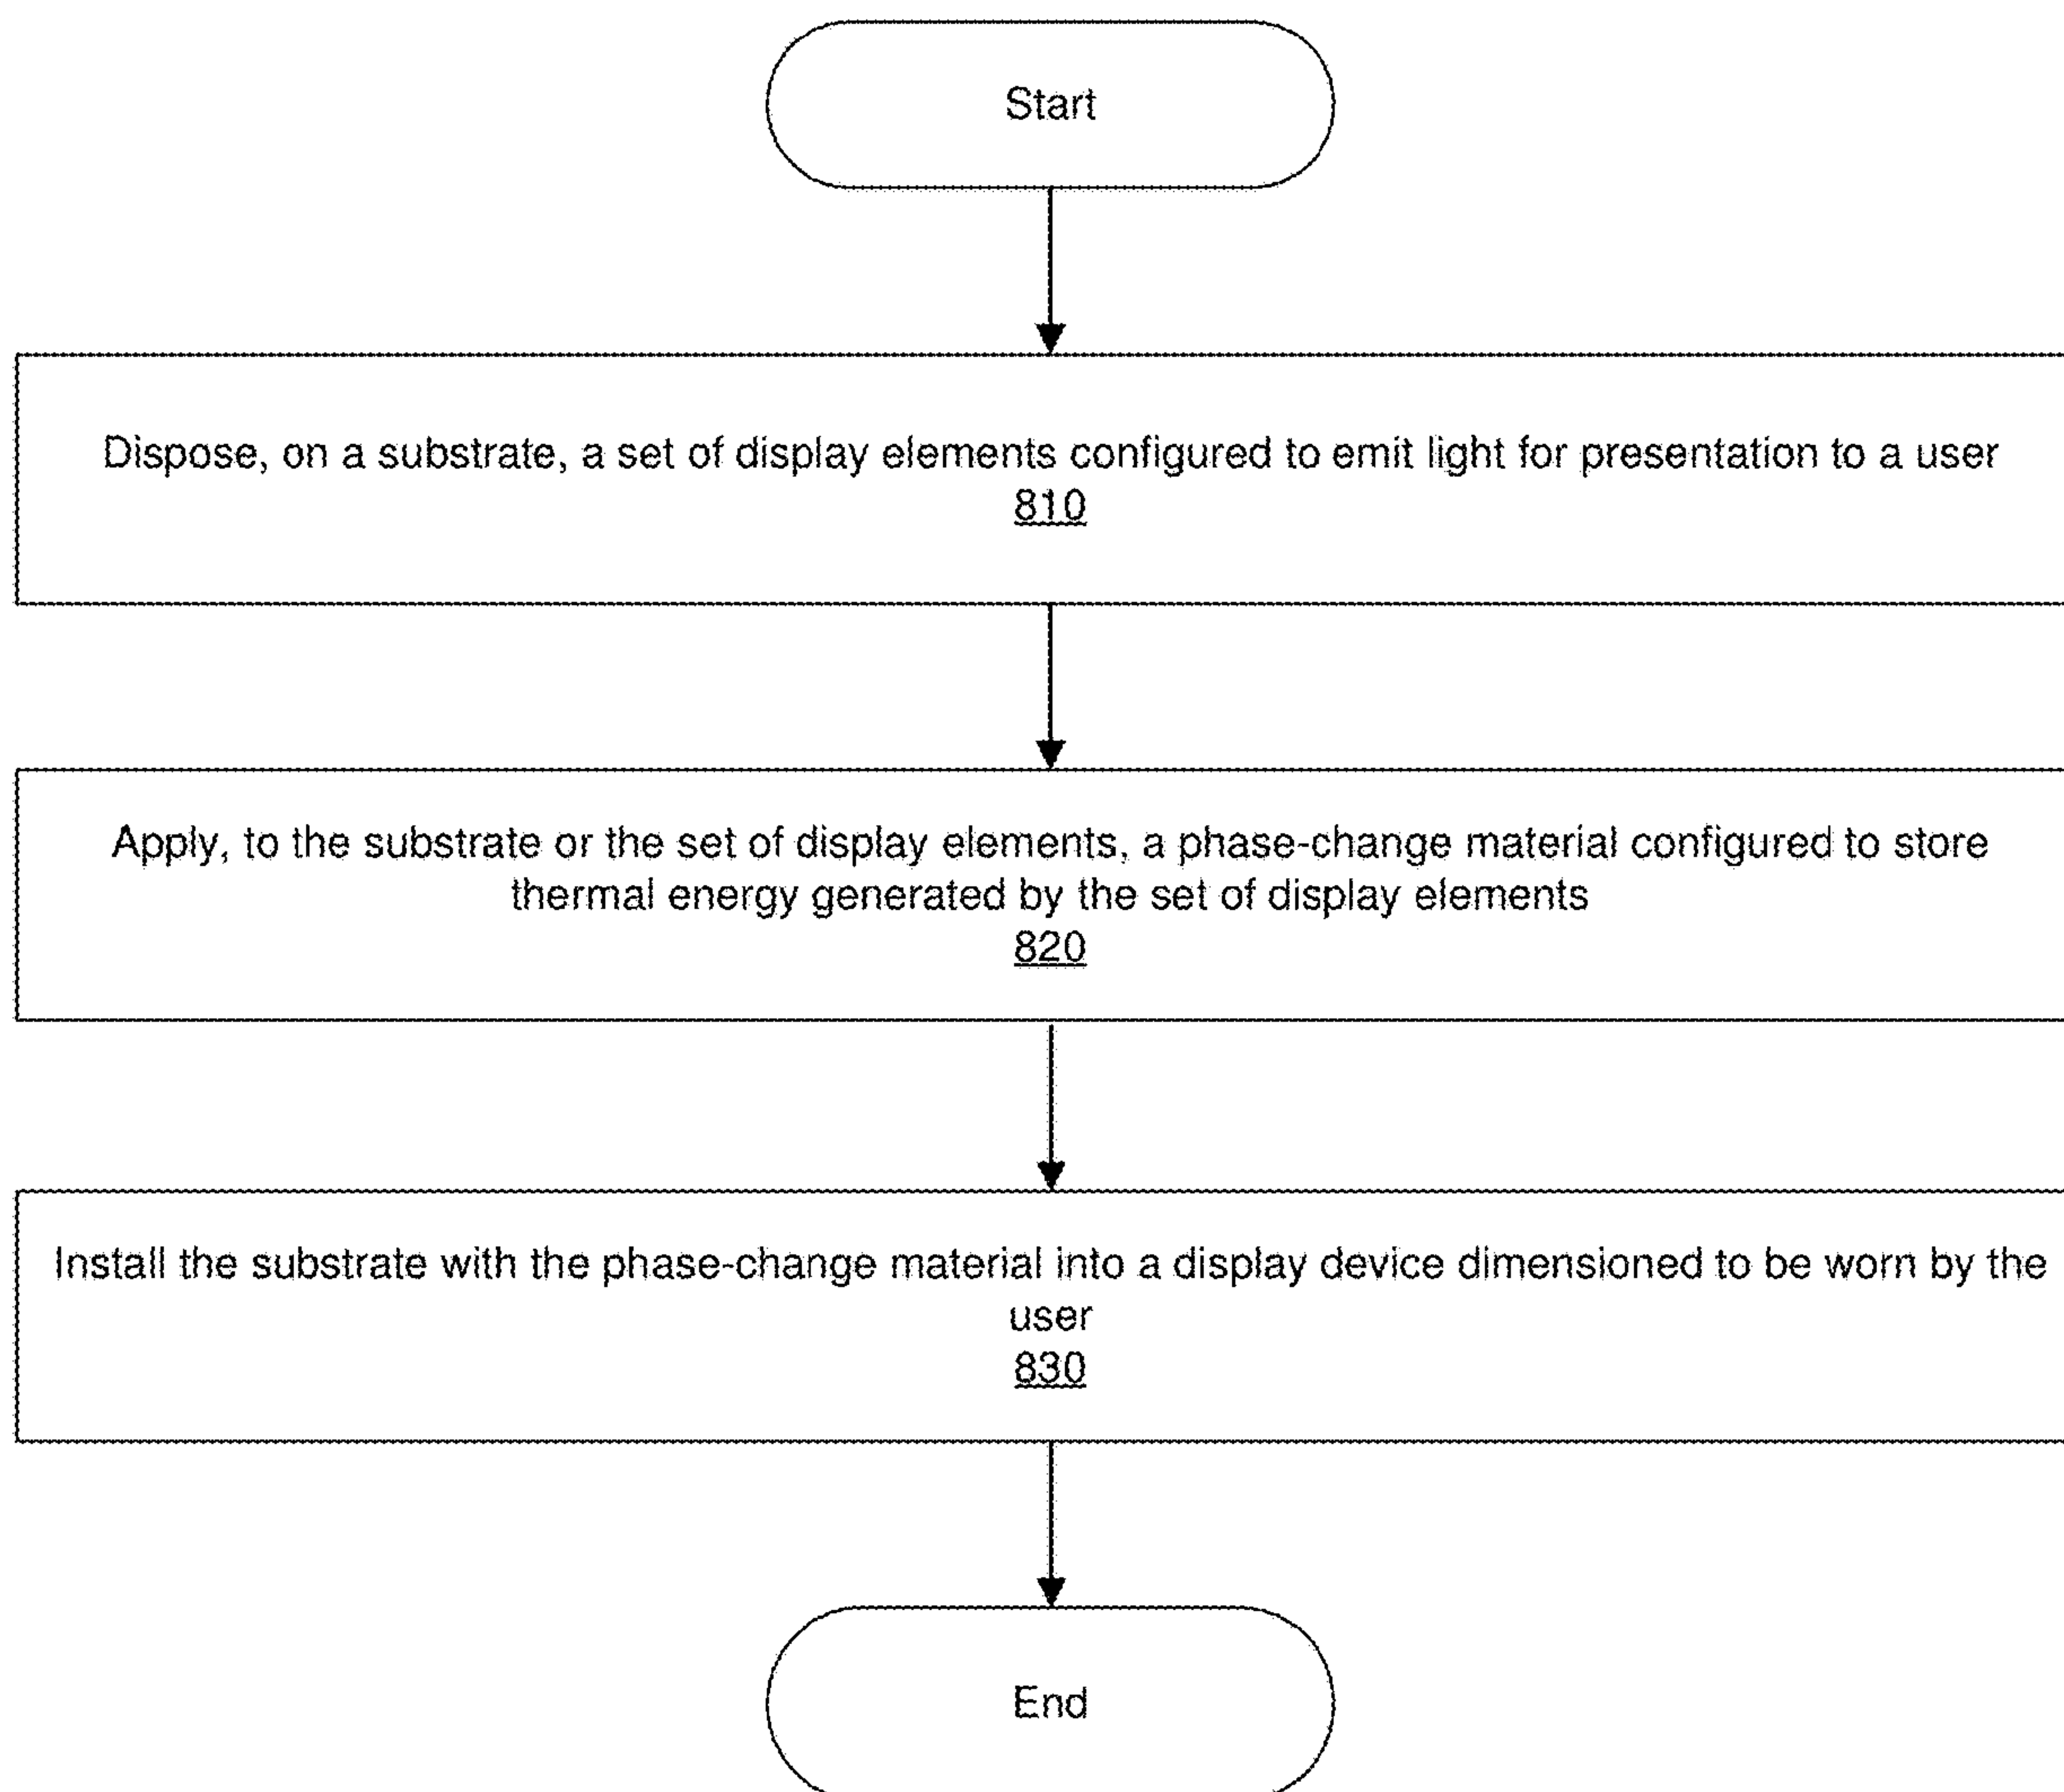 Start
Dispose, on a substrate, a set of display elements configured to emit light for presentation to a user
810
Apply, to the substrate or the set of display elements, a phase-change material configured to store
thermal energy generated by the set of display elements
820
Install the substrate with the phase-change material into a display device dimensioned to be worn by the
user
830
End